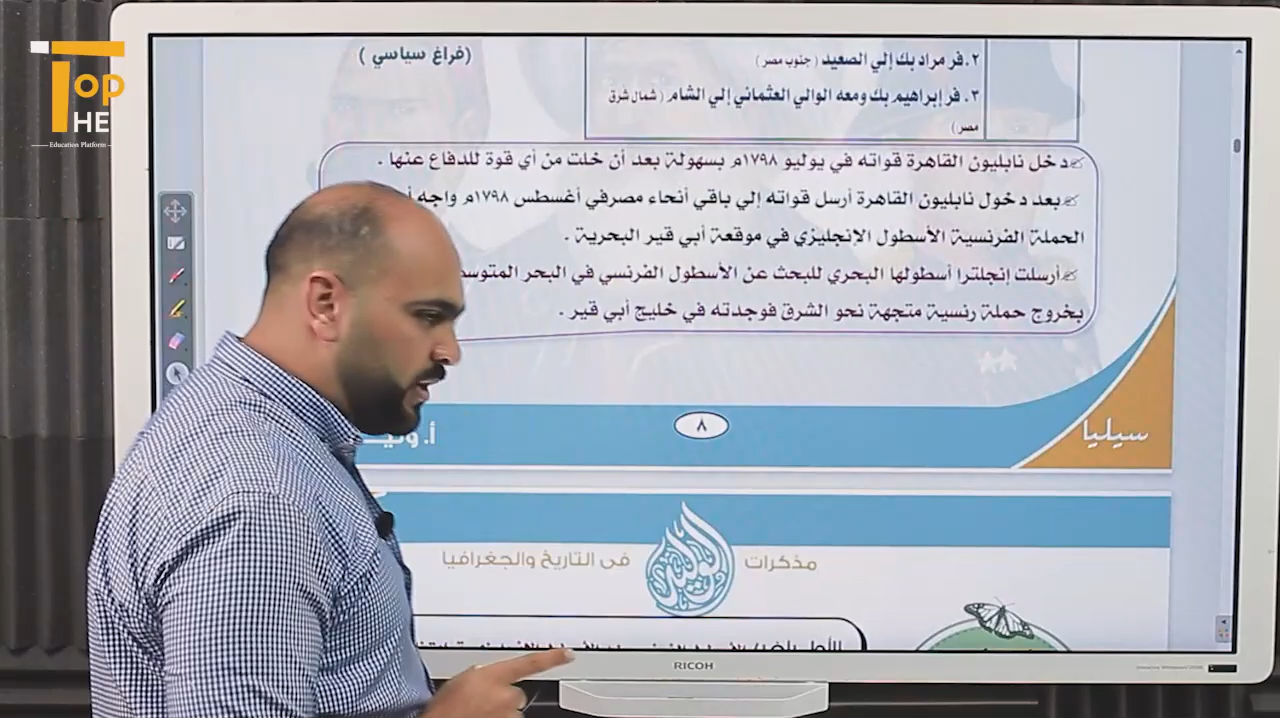 Top
THE
Education Platform
٢. فر مراد بك إلي الصعيد ( جنوب مصر )
(فراغ سياسي )
٣. فر إبراهيم بك ومعه الوالي العثماني إلي الشام ( شمال شرق
مصر)
دخل نابليون القاهرة قواته في يوليو ١٧٩٨م بسهولة بعد أن خلت من أي قوة للدفاع عنها .
بعد دخول نابليون القاهرة أرسل قواته إلي باقي أنحاء مصرفي أغسطس ١٧٩٨م واجه
الحملة الفرنسية الأسطول الإنجليزي في موقعة أبي قير البحرية .
أرسلت إنجلترا أسطولها البحري للبحث عن الأسطول الفرنسي في البحر المتوسط
بخروج حملة رنسية متجهة نحو الشرق فوجدته في خليج أبي قير .
أ.
٨
سيليا
مذكرات
الوليد
فى التاريخ والجغرافيا
RICOH